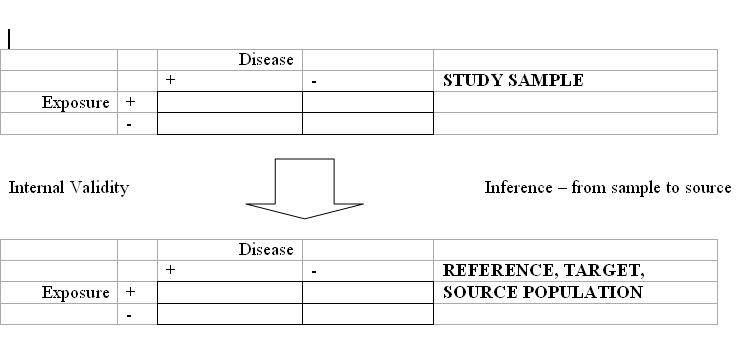 Disease
+ - STUDY SAMPLE
Exposure +
-
Internal Validity Inference – from sample to source
Disease
+ - REFERENCE, TARGET,
Exposure + SOURCE POPULATION
-